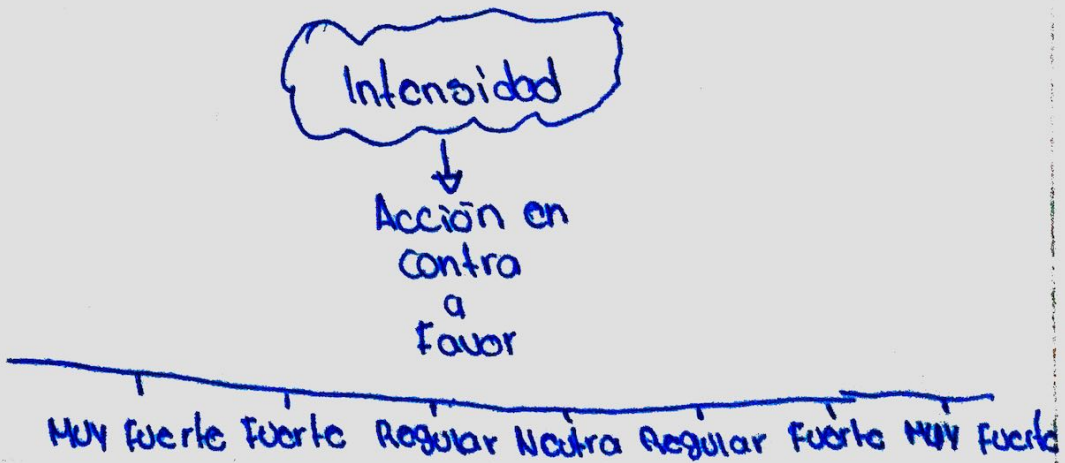 Intensidad
Acción en
contra
a
Favor
Muy Fuerte Fuerte Regular Neutra Regular Fuerte Muy Fuerte